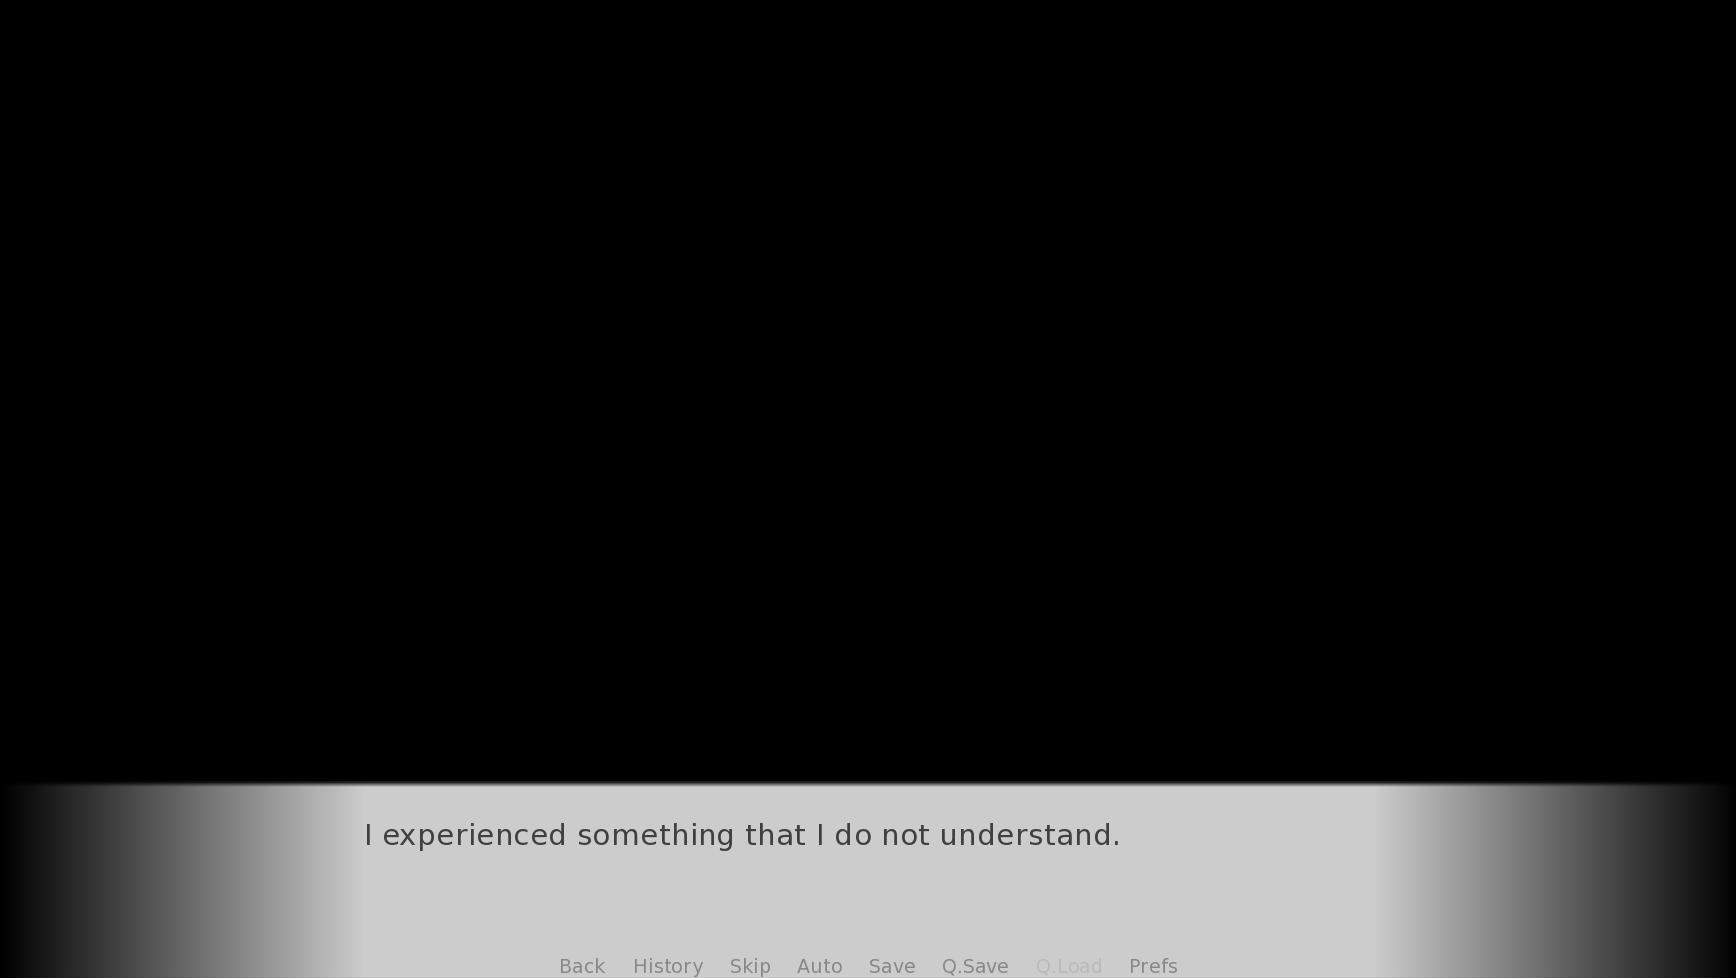 I experienced something that I do not understand.
Back History Skip Auto Save Q.Save Q.Load Prefs